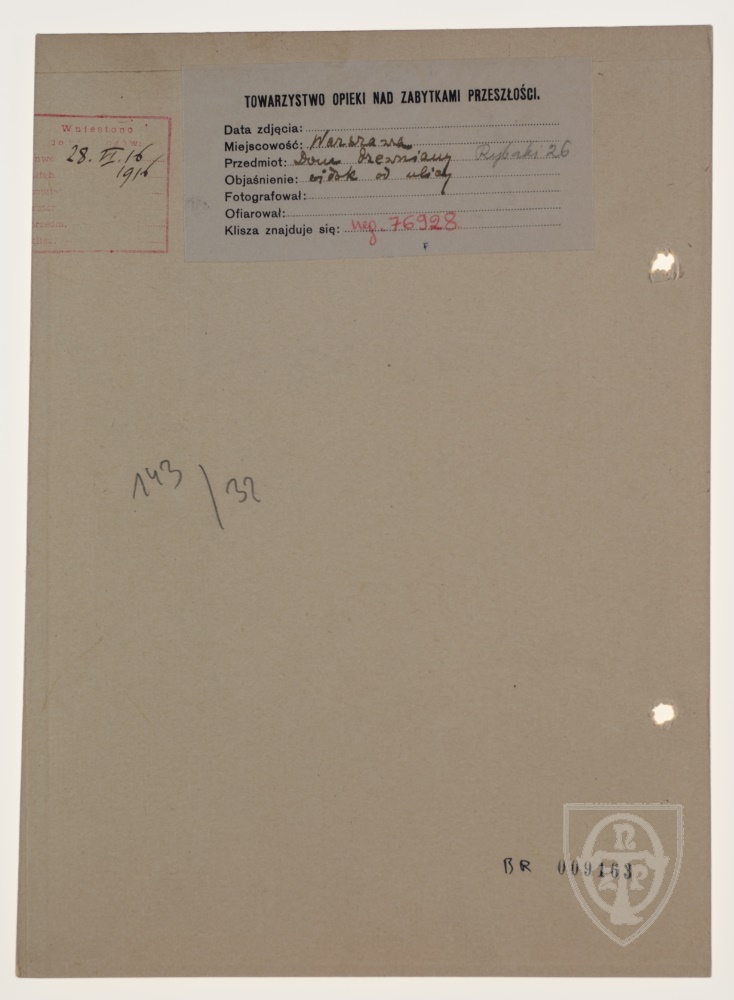 TOWARZYSTWO OPIEKI NAD ZABYTKAMI PRZESZŁOŚCI.
Data zdjęcia:
Miejscowość: Warszawa
Przedmiot: Dom drewniany Rybaki 26
Objaśnienie: widok od ulicy
Fotografował:
Ofiarował:
Klisza znajduje się: neg. 76928
Wniesiono
28. VI. 16
1916
143/32
BR 009163